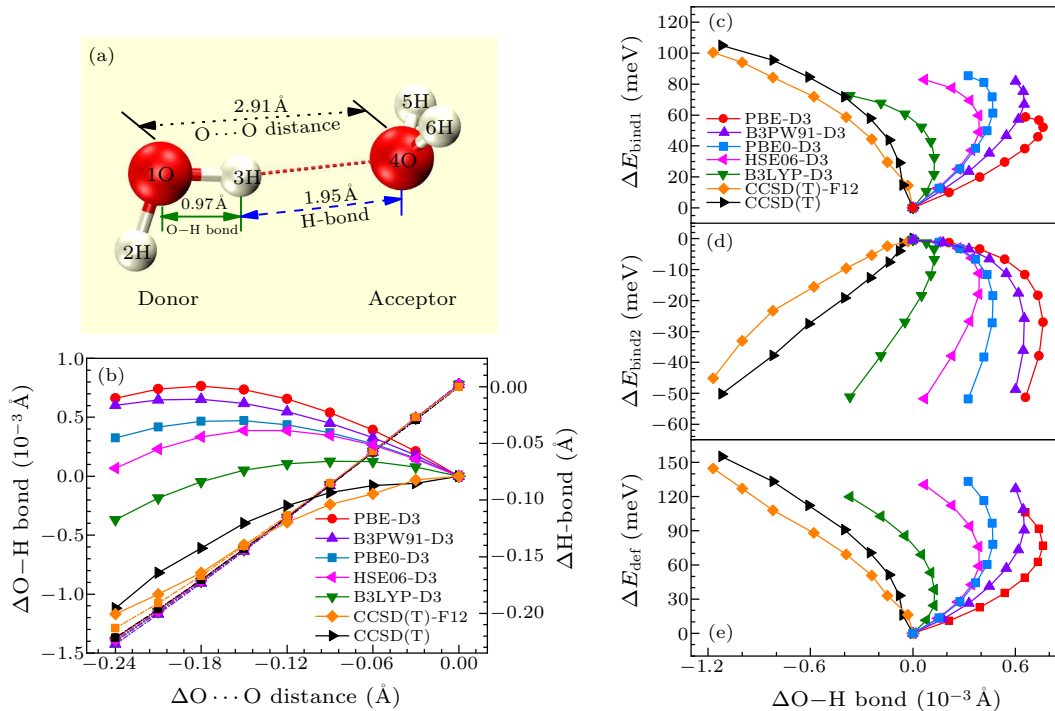 (a)
2.91 Å
O···O distance
5H
6H
1O
3H
4O
0.97 Å
O−H bond
1.95 Å
H-bond
2H
Donor
Acceptor
(b)
1.0
0.5
0.0
−0.5
−1.0
−1.5
ΔO−H bond (10⁻³ Å)
0.00
−0.05
−0.10
−0.15
−0.20
ΔH-bond (Å)
PBE-D3
B3PW91-D3
PBE0-D3
HSE06-D3
B3LYP-D3
CCSD(T)-F12
CCSD(T)
−0.24
−0.18
−0.12
−0.06
0.00
ΔO···O distance (Å)
(c)
120
100
80
60
40
20
0
ΔE_bind1 (meV)
PBE-D3
B3PW91-D3
PBE0-D3
HSE06-D3
B3LYP-D3
CCSD(T)-F12
CCSD(T)
(d)
0
−10
−20
−30
−40
−50
−60
ΔE_bind2 (meV)
(e)
150
120
90
60
30
0
ΔE_def (meV)
−1.2
−0.6
0.0
0.6
ΔO−H bond (10⁻³ Å)